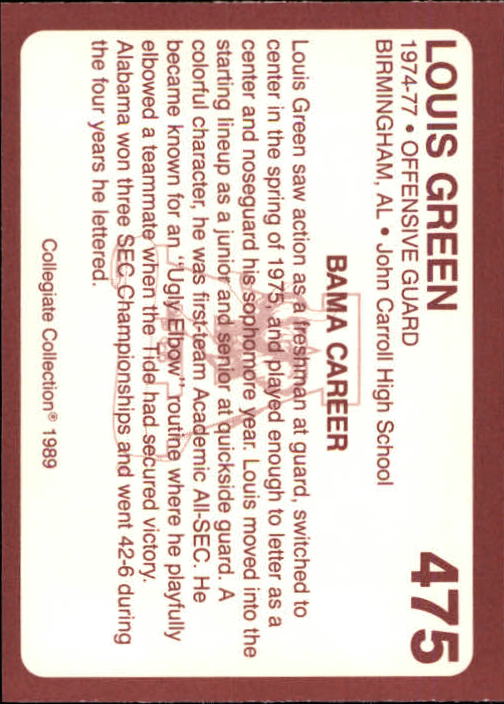 LOUIS GREEN 475
1974-77 • OFFENSIVE GUARD
BIRMINGHAM, AL • John Carroll High School
BAMA CAREER
Louis Green saw action as a freshman at guard, switched to
center in the spring of 1975, and played enough to letter as a
center and noseguard his sophomore year. Louis moved into the
starting lineup as a junior and senior at quickside guard. A
colorful character, he was first-team Academic All-SEC. He
became known for an "Ugly Elbow" routine where he playfully
elbowed a teammate when the Tide had secured victory.
Alabama won three SEC Championships and went 42-6 during
the four years he lettered.
Collegiate Collection® 1989